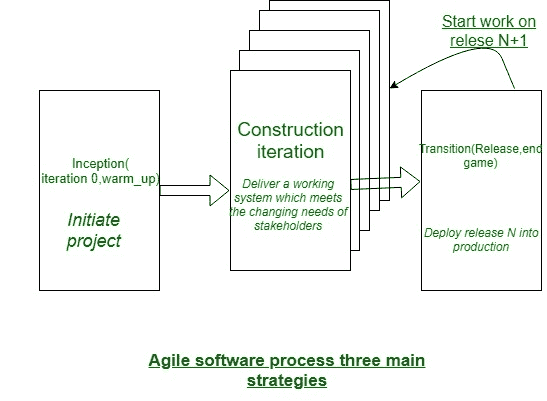 Start work on
relese N+1
Inception(
iteration 0,warm_up)
Initiate
project
Construction
iteration
Deliver a working
system which meets
the changing needs of
stakeholders
Transition(Release,end
game)
Deploy release N into
production
Agile software process three main
strategies